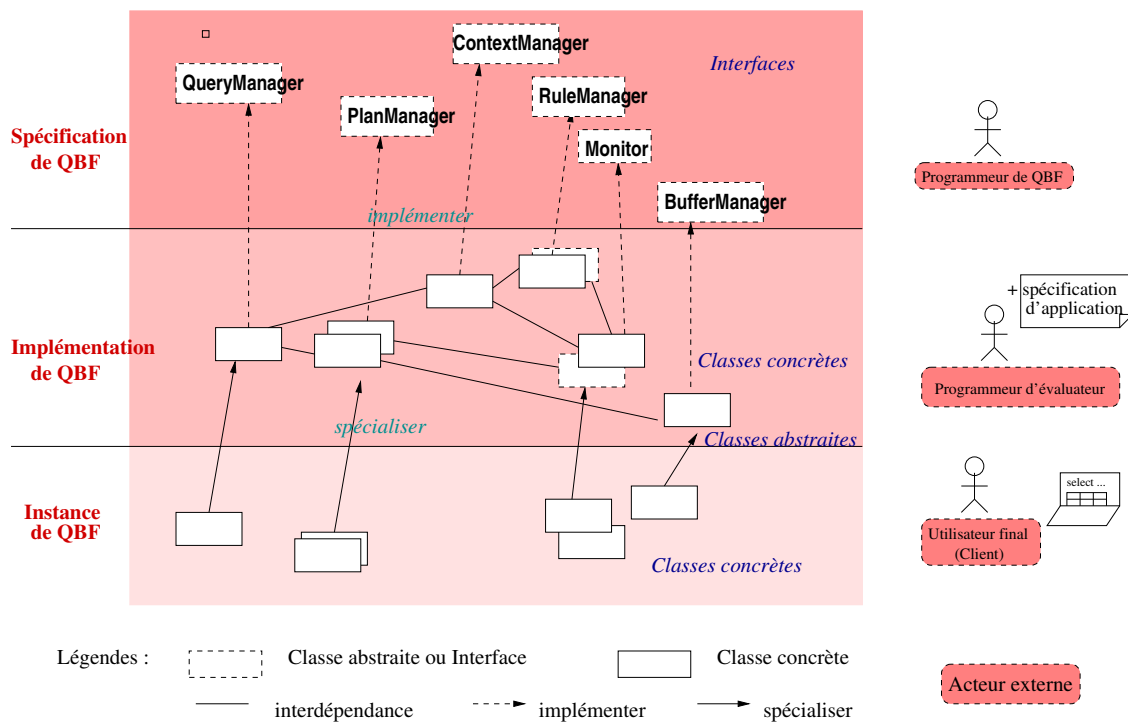 ContextManager
Interfaces
QueryManager
RuleManager
PlanManager
Spécification
de QBF
Monitor
Programmeur de QBF
BufferManager
implémenter
+ spécification
d'application
Implémentation
de QBF
Classes concrètes
Programmeur d'évaluateur
spécialiser
Classes abstraites
select ...
Instance
de QBF
Utilisateur final
(Client)
Classes concrètes
Légendes :
Classe abstraite ou Interface
Classe concrète
Acteur externe
interdépendance
implémenter
spécialiser